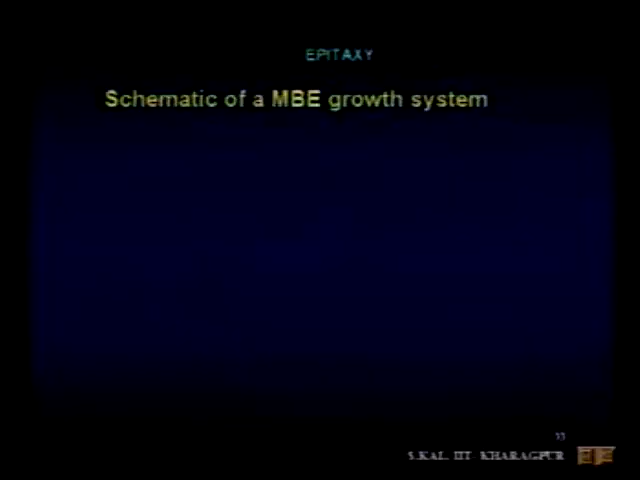 EPITAXY
Schematic of a MBE growth system
33
S.KAL. IIT KHARAGPUR